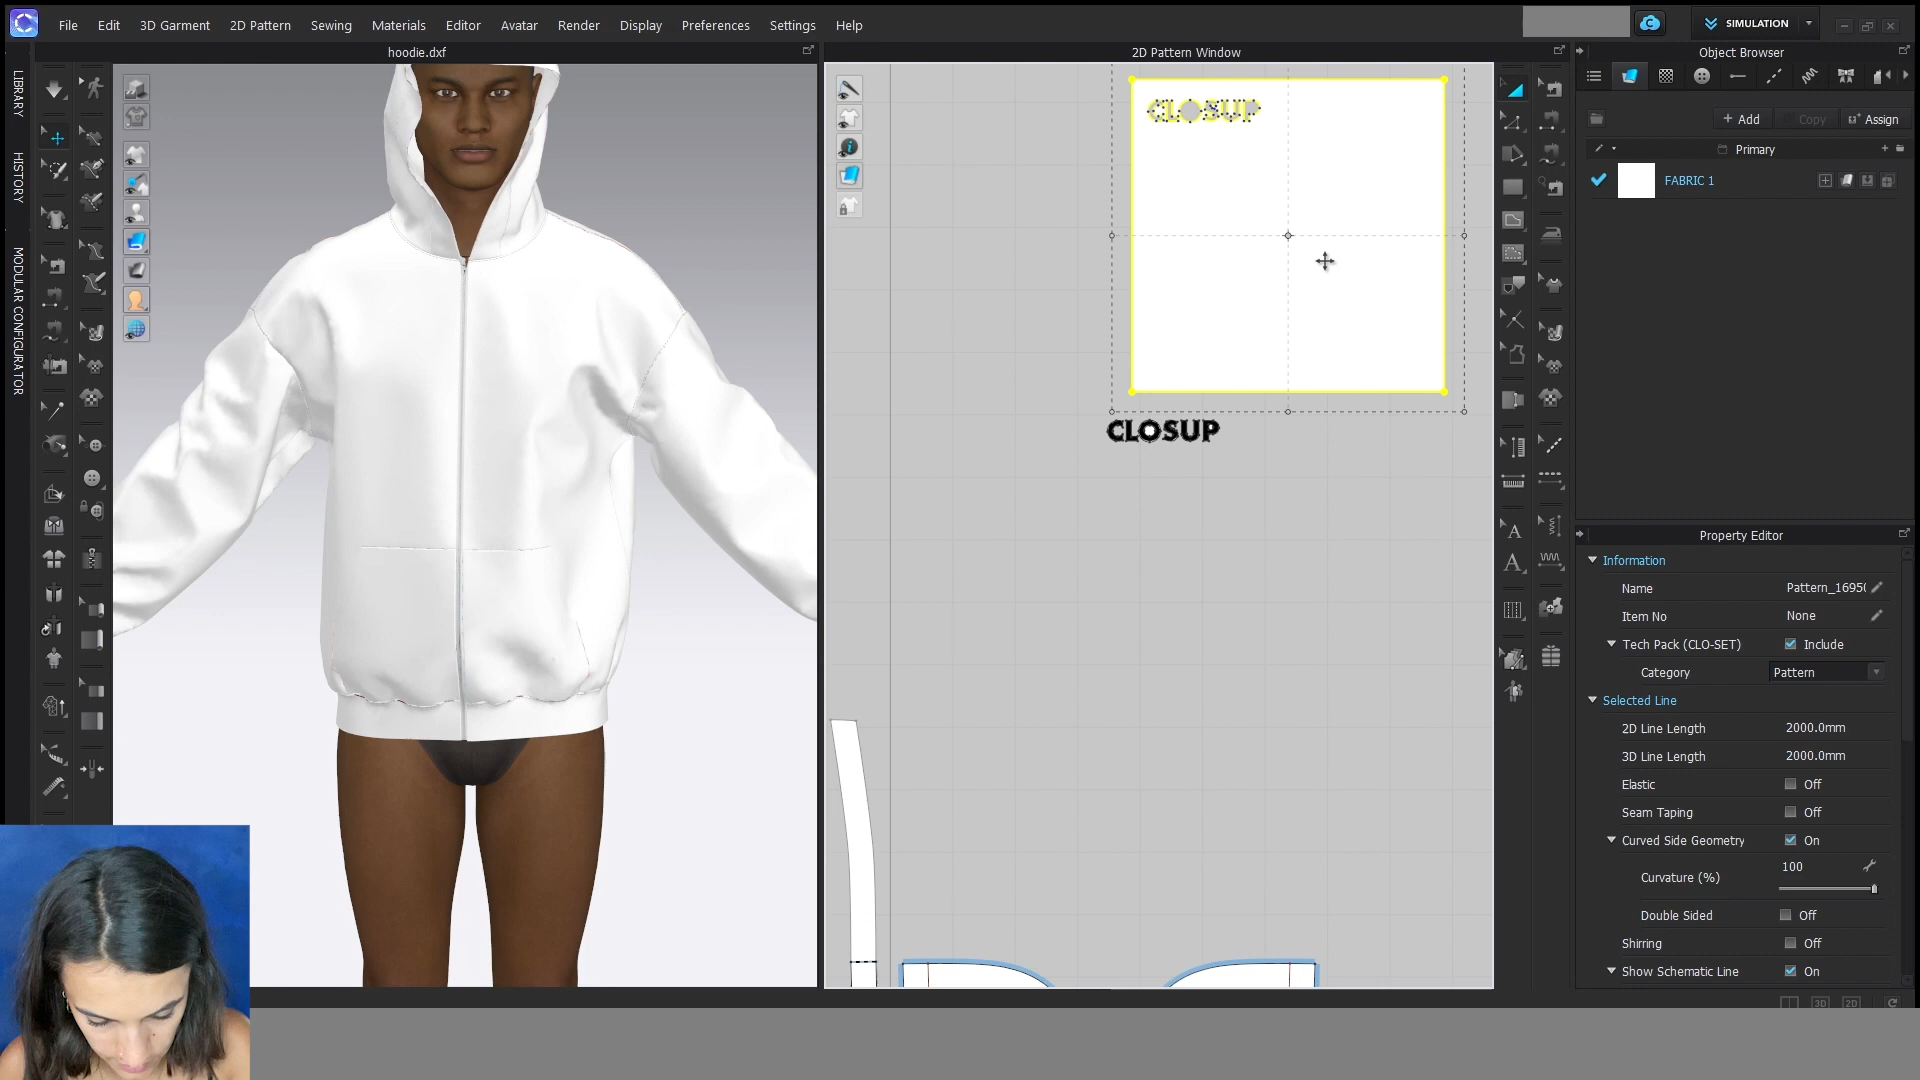 File Edit 3D Garment 2D Pattern Sewing Materials Editor Avatar Render Display Preferences Settings Help
SIMULATION
hoodie.dxf
2D Pattern Window
Object Browser
LIBRARY
HISTORY
MODULAR CONFIGURATOR
CLOSUP
CLOSUP
+ Add
Copy
Assign
Primary
FABRIC 1
A
A
Property Editor
Information
Name Pattern_1695(
Item No None
Tech Pack (CLO-SET) Include
Category Pattern
Selected Line
2D Line Length 2000.0mm
3D Line Length 2000.0mm
Elastic Off
Seam Taping Off
Curved Side Geometry On
Curvature (%) 100
Double Sided Off
Shirring Off
Show Schematic Line On
3D 2D